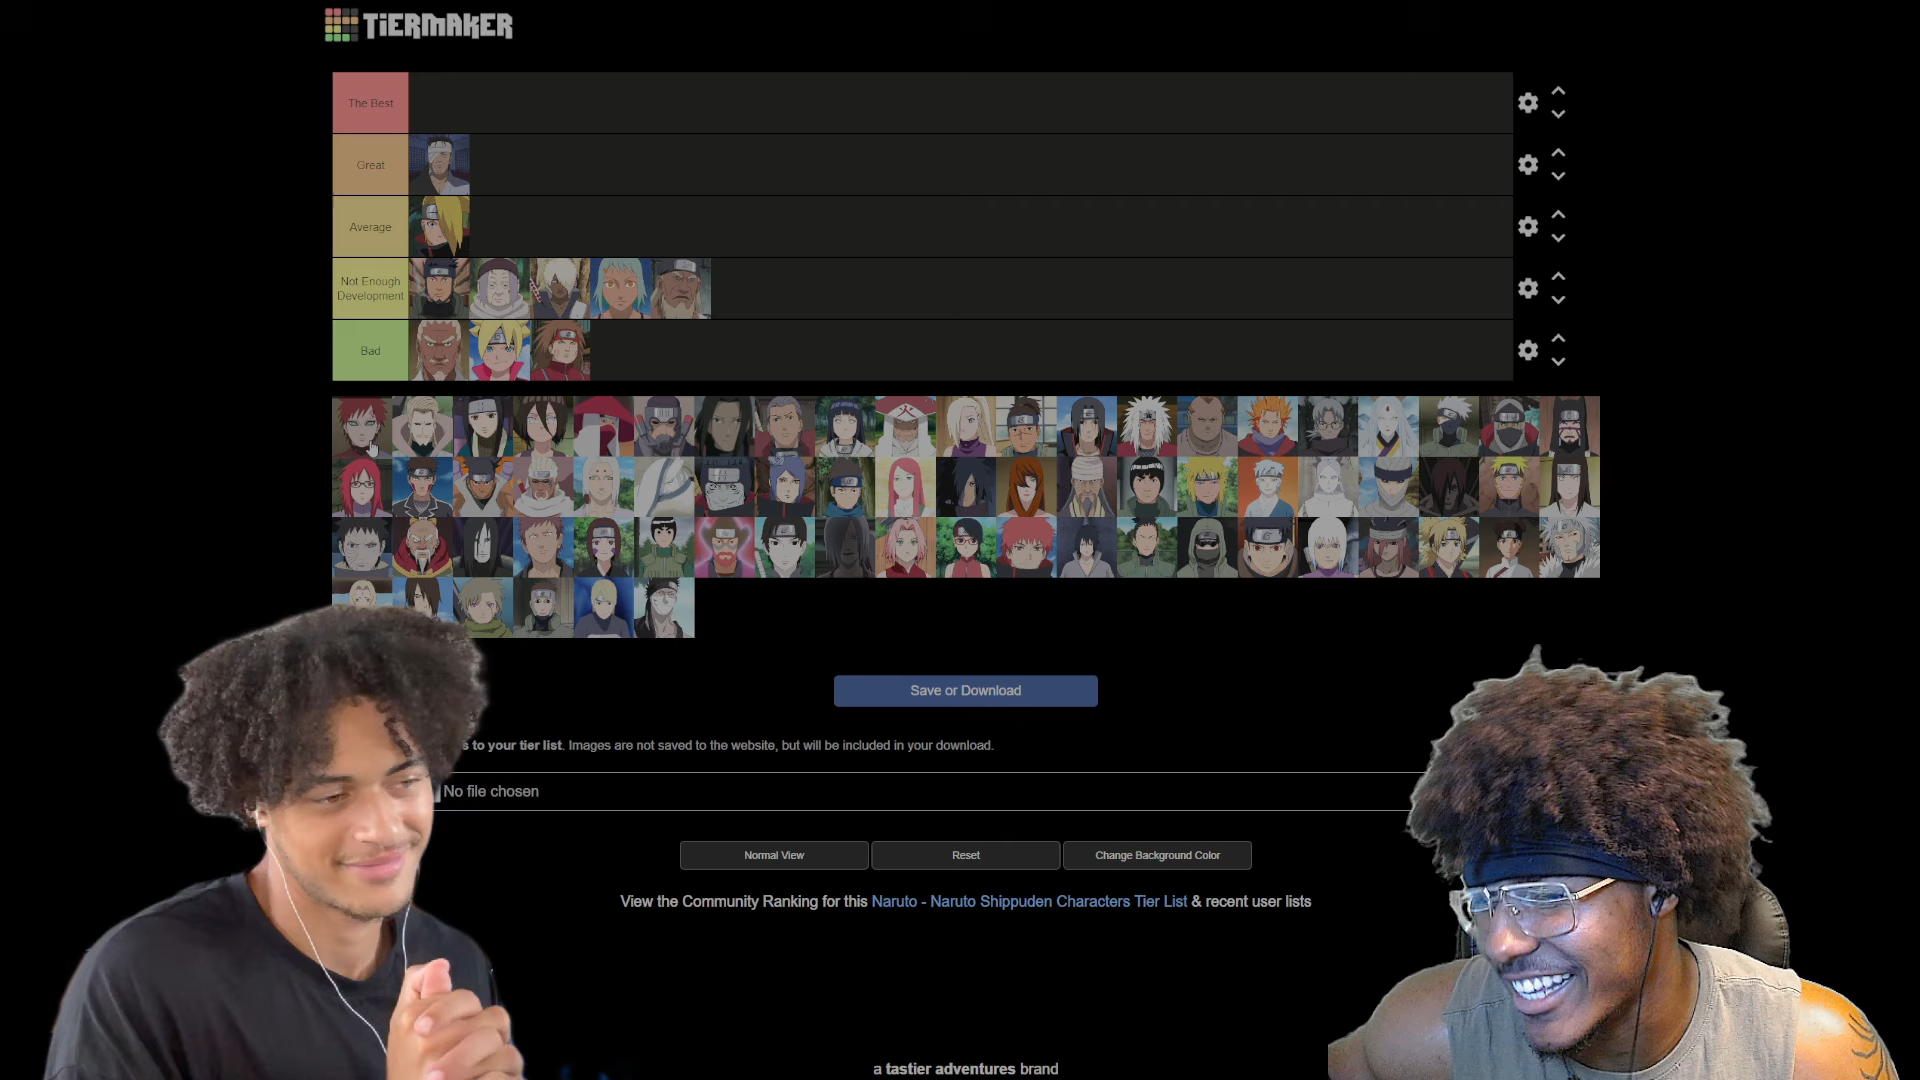 TiERMAKER
The Best
Great
Average
Not Enough
Development
Bad
Save or Download
s to your tier list. Images are not saved to the website, but will be included in your download.
No file chosen
Normal View
Reset
Change Background Color
View the Community Ranking for this Naruto - Naruto Shippuden Characters Tier List & recent user lists
a tastier adventures brand